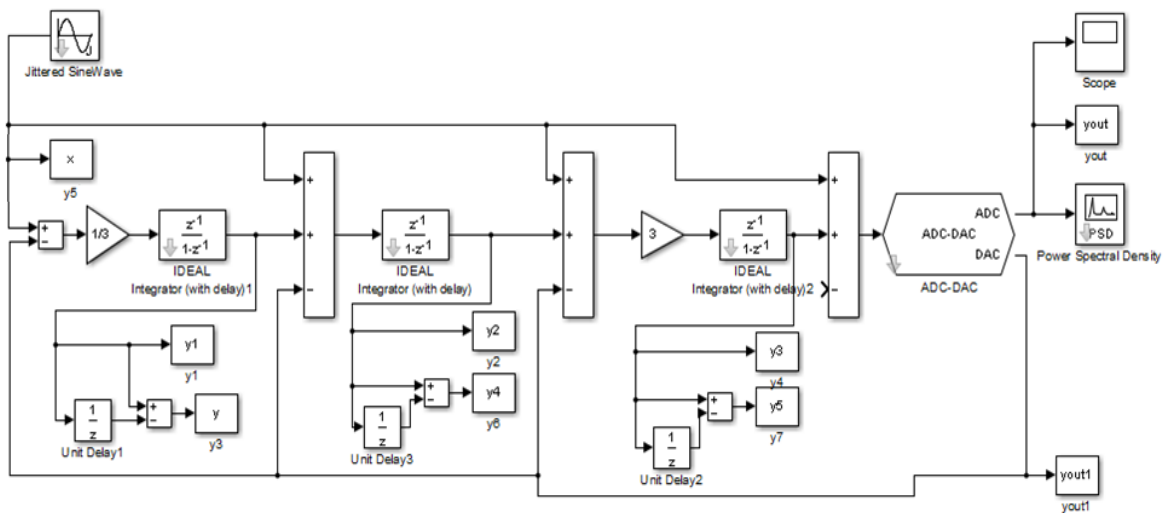 Jittered SineWave
Scope
yout
yout
PSD
Power Spectral Density
x
y5
+
−
1/3
z-1
1-z-1
IDEAL
Integrator (with delay)1
+
+
−
z-1
1-z-1
IDEAL
Integrator (with delay)
+
+
−
3
z-1
1-z-1
IDEAL
Integrator (with delay)2
+
+
−
ADC
ADC-DAC
DAC
ADC-DAC
y1
y1
1
z
Unit Delay1
+
−
y
y3
y2
y2
1
z
Unit Delay3
+
−
y4
y6
y3
y4
1
z
Unit Delay2
+
−
y5
y7
yout1
yout1